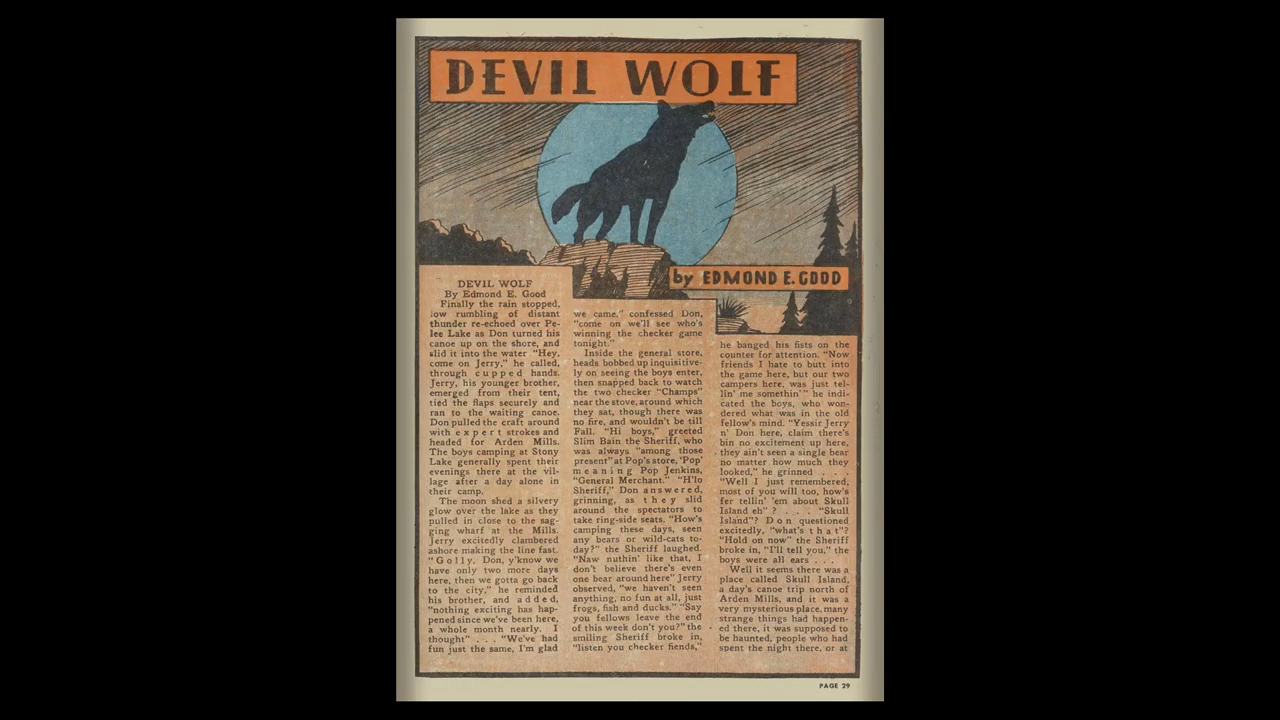 DEVIL WOLF
by EDMOND E. GOOD
DEVIL WOLF
By Edmond E. Good
Finally the rain stopped,
low rumbling of distant
thunder re-echoed over Pe-
lee Lake as Don turned his
canoe up on the shore, and
slid it into the water "Hey,
come on Jerry," he called,
through cupped hands.
Jerry, his younger brother,
emerged from their tent,
tied the flaps securely and
ran to the waiting canoe.
Don pulled the craft around
with expert strokes and
headed for Arden Mills.
The boys camping at Stony
Lake generally spent their
evenings there at the vil-
lage after a day alone in
their camp.
The moon shed a silvery
glow over the lake as they
pulled in close to the sag-
ging wharf at the Mills.
Jerry excitedly clambered
ashore making the line fast.
"Golly, Don, y'know we
have only two more days
here, then we gotta go back
to the city," he reminded
his brother, and added,
"nothing exciting has hap-
pened since we've been here,
a whole month nearly. I
thought" . . . "We've had
fun just the same, I'm glad
we came," confessed Don,
"come on we'll see who's
winning the checker game
tonight."
Inside the general store,
heads bobbed up inquisitive-
ly on seeing the boys enter,
then snapped back to watch
the two checker "Champs"
near the stove, around which
they sat, though there was
no fire, and wouldn't be till
Fall. "Hi boys," greeted
Slim Bain the Sheriff, who
was always "among those
present" at Pop's store, 'Pop'
meaning Pop Jenkins,
"General Merchant." "H'lo
Sheriff," Don answered,
grinning, as they slid
around the spectators to
take ring-side seats. "How's
camping these days, seen
any bears or wild-cats to-
day?" the Sheriff laughed.
"Naw nuthin' like that, I
don't believe there's even
one bear around here" Jerry
observed, "we haven't seen
anything, no fun at all, just
frogs, fish and ducks." "Say
you fellows leave the end
of this week don't you?" the
smiling Sheriff broke in,
"listen you checker fiends,"
he banged his fists on the
counter for attention. "Now
friends I hate to butt into
the game here, but our two
campers here, was just tel-
lin' me somethin'" he indi-
cated the boys, who won-
dered what was in the old
fellow's mind. "Yessir Jerry
n' Don here, claim there's
bin no excitement up here,
they ain't seen a single bear
no matter how much they
looked," he grinned . . .
"Well I just remembered,
most of you will too, how's
fer tellin' 'em about Skull
Island eh" ? . . . . "Skull
Island"? Don questioned
excitedly, "what's that"?
"Hold on now" the Sheriff
broke in, "I'll tell you," the
boys were all ears . . .
Well it seems there was a
place called Skull Island,
a day's canoe trip north of
Arden Mills, and it was a
very mysterious place, many
strange things had happen-
ed there, it was supposed to
be haunted, people who had
spent the night there, or at
PAGE 29